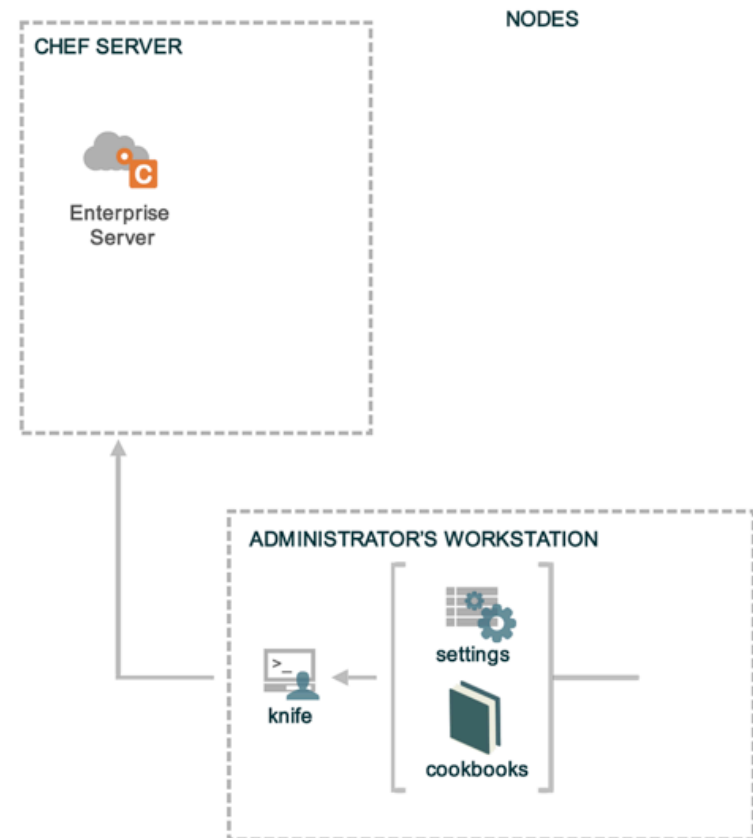 NODES
CHEF SERVER
C
Enterprise
Server
ADMINISTRATOR'S WORKSTATION
settings
>_
knife
cookbooks